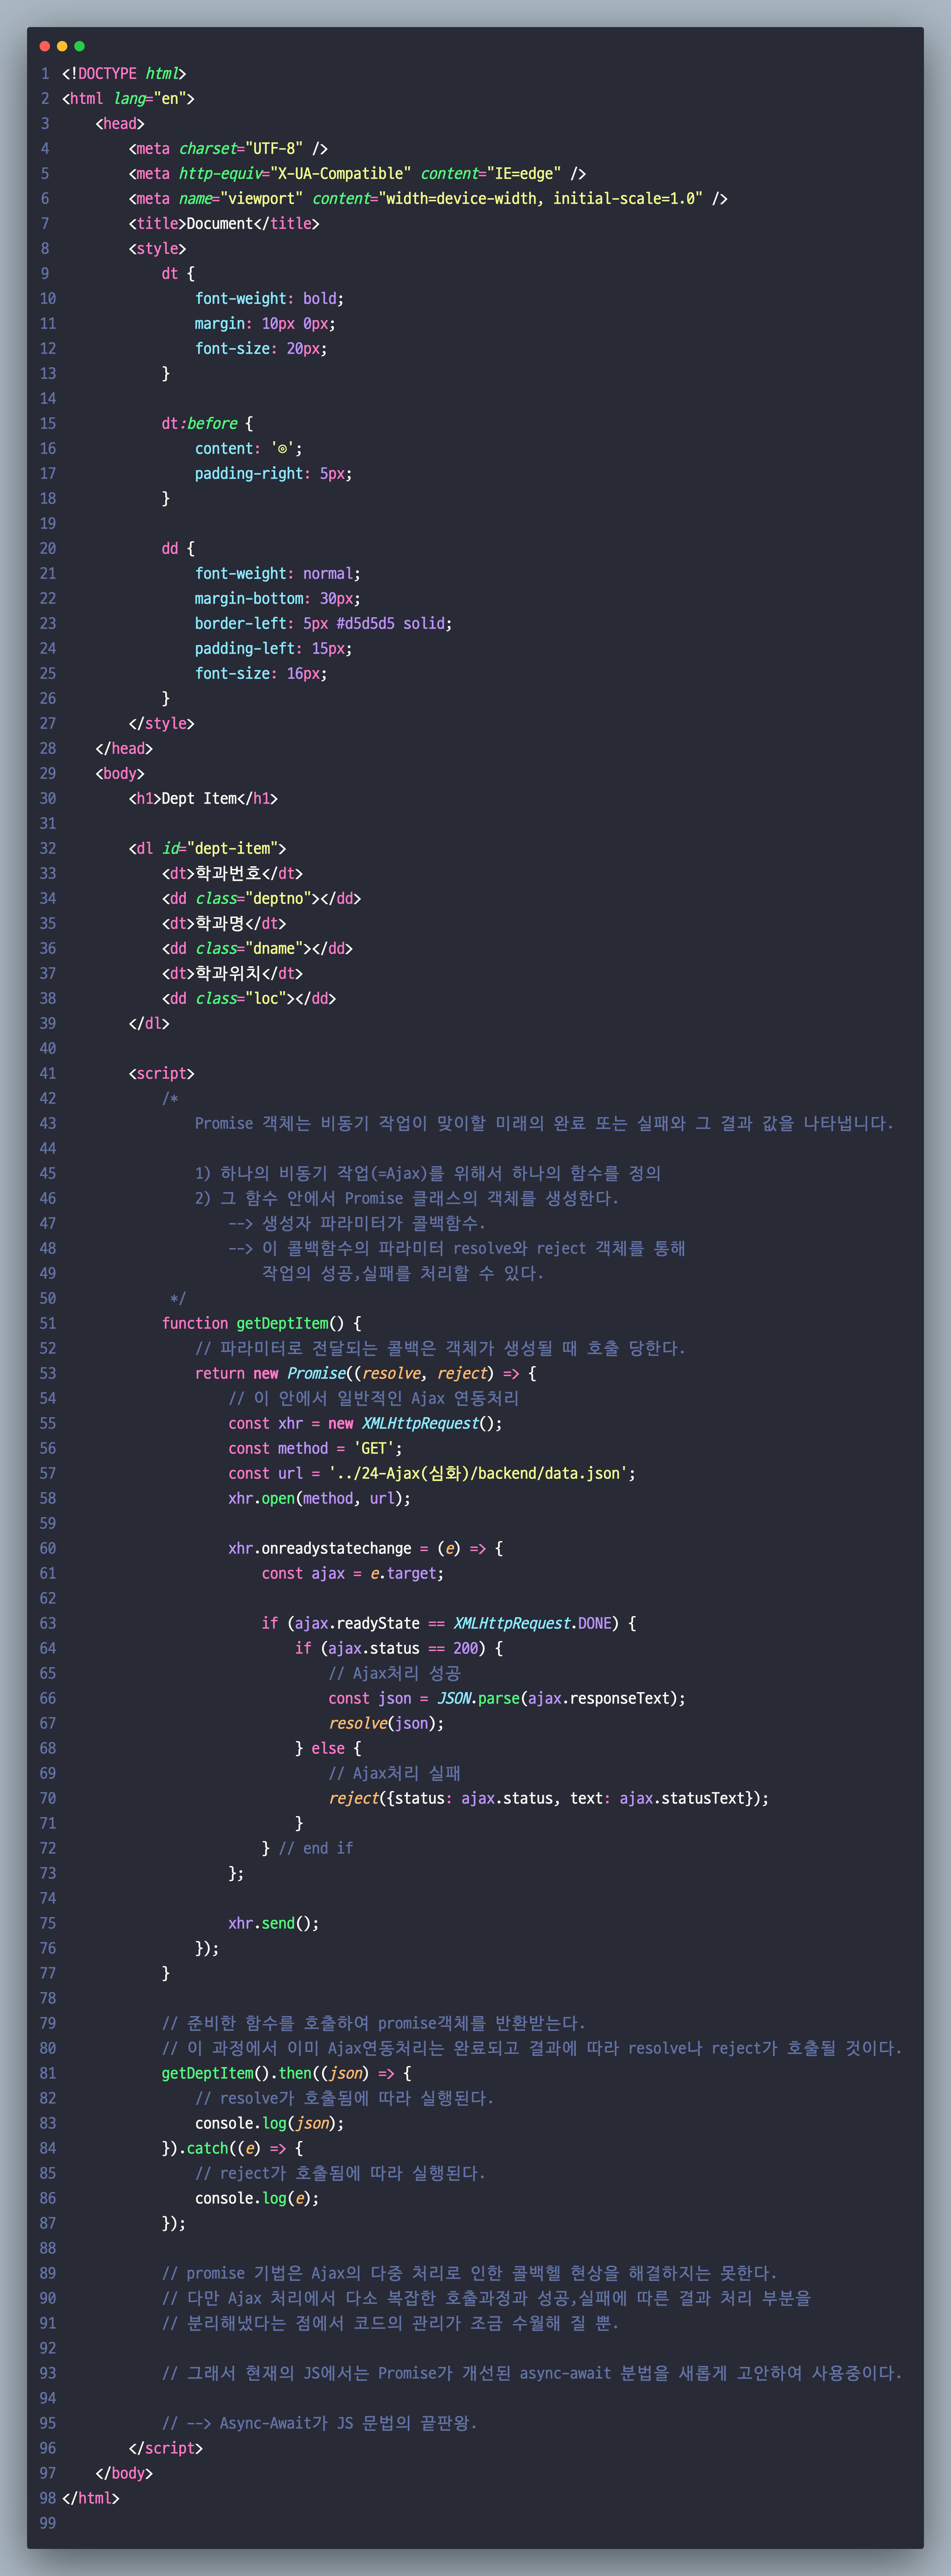 1 <!DOCTYPE html>
2 <html lang="en">
3     <head>
4         <meta charset="UTF-8" />
5         <meta http-equiv="X-UA-Compatible" content="IE=edge" />
6         <meta name="viewport" content="width=device-width, initial-scale=1.0" />
7         <title>Document</title>
8         <style>
9             dt {
10                 font-weight: bold;
11                 margin: 10px 0px;
12                 font-size: 20px;
13             }
14
15             dt:before {
16                 content: '◎';
17                 padding-right: 5px;
18             }
19
20             dd {
21                 font-weight: normal;
22                 margin-bottom: 30px;
23                 border-left: 5px #d5d5d5 solid;
24                 padding-left: 15px;
25                 font-size: 16px;
26             }
27         </style>
28     </head>
29     <body>
30         <h1>Dept Item</h1>
31
32         <dl id="dept-item">
33             <dt>학과번호</dt>
34             <dd class="deptno"></dd>
35             <dt>학과명</dt>
36             <dd class="dname"></dd>
37             <dt>학과위치</dt>
38             <dd class="loc"></dd>
39         </dl>
40
41         <script>
42             /*
43                 Promise 객체는 비동기 작업이 맞이할 미래의 완료 또는 실패와 그 결과 값을 나타냅니다.
44
45                 1) 하나의 비동기 작업(=Ajax)를 위해서 하나의 함수를 정의
46                 2) 그 함수 안에서 Promise 클래스의 객체를 생성한다.
47                     --> 생성자 파라미터가 콜백함수.
48                     --> 이 콜백함수의 파라미터 resolve와 reject 객체를 통해
49                         작업의 성공,실패를 처리할 수 있다.
50              */
51             function getDeptItem() {
52                 // 파라미터로 전달되는 콜백은 객체가 생성될 때 호출 당한다.
53                 return new Promise((resolve, reject) => {
54                     // 이 안에서 일반적인 Ajax 연동처리
55                     const xhr = new XMLHttpRequest();
56                     const method = 'GET';
57                     const url = '../24-Ajax(심화)/backend/data.json';
58                     xhr.open(method, url);
59
60                     xhr.onreadystatechange = (e) => {
61                         const ajax = e.target;
62
63                         if (ajax.readyState == XMLHttpRequest.DONE) {
64                             if (ajax.status == 200) {
65                                 // Ajax처리 성공
66                                 const json = JSON.parse(ajax.responseText);
67                                 resolve(json);
68                             } else {
69                                 // Ajax처리 실패
70                                 reject({status: ajax.status, text: ajax.statusText});
71                             }
72                         } // end if
73                     };
74
75                     xhr.send();
76                 });
77             }
78
79             // 준비한 함수를 호출하여 promise객체를 반환받는다.
80             // 이 과정에서 이미 Ajax연동처리는 완료되고 결과에 따라 resolve나 reject가 호출될 것이다.
81             getDeptItem().then((json) => {
82                 // resolve가 호출됨에 따라 실행된다.
83                 console.log(json);
84             }).catch((e) => {
85                 // reject가 호출됨에 따라 실행된다.
86                 console.log(e);
87             });
88
89             // promise 기법은 Ajax의 다중 처리로 인한 콜백헬 현상을 해결하지는 못한다.
90             // 다만 Ajax 처리에서 다소 복잡한 호출과정과 성공,실패에 따른 결과 처리 부분을
91             // 분리해냈다는 점에서 코드의 관리가 조금 수월해 질 뿐.
92
93             // 그래서 현재의 JS에서는 Promise가 개선된 async-await 분법을 새롭게 고안하여 사용중이다.
94
95             // --> Async-Await가 JS 문법의 끝판왕.
96         </script>
97     </body>
98 </html>
99